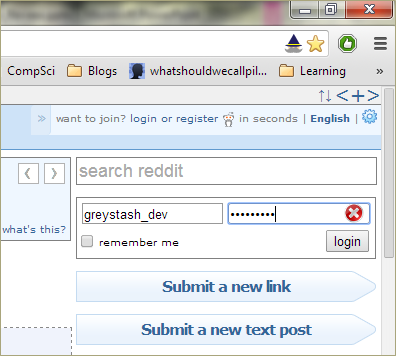 CompSci Blogs whatshouldwecallpil... Learning »
» want to join? login or register in seconds | English |
search reddit
what's this?
greystash_dev •••••••••
remember me login
Submit a new link
Submit a new text post